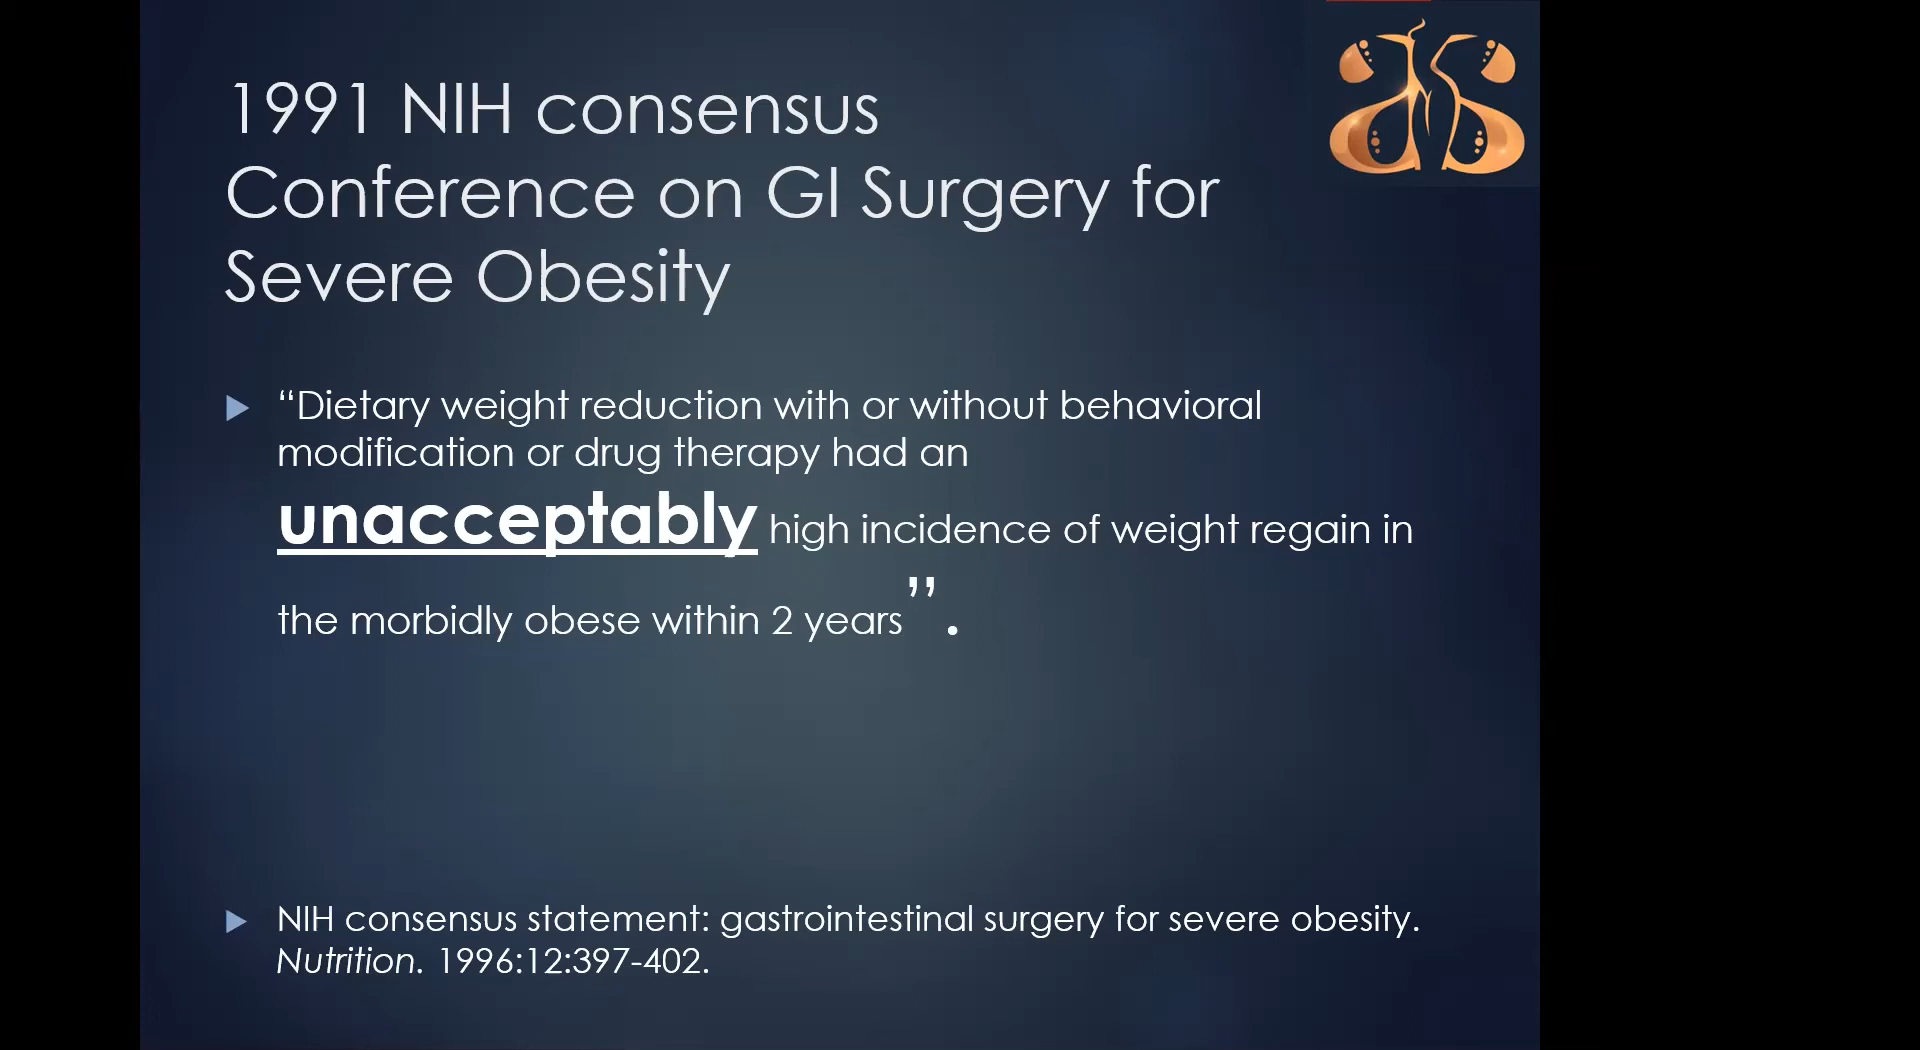 1991 NIH consensus
Conference on GI Surgery for
Severe Obesity
“Dietary weight reduction with or without behavioral
modification or drug therapy had an
unacceptably high incidence of weight regain in
the morbidly obese within 2 years”.
NIH consensus statement: gastrointestinal surgery for severe obesity.
Nutrition. 1996:12:397-402.